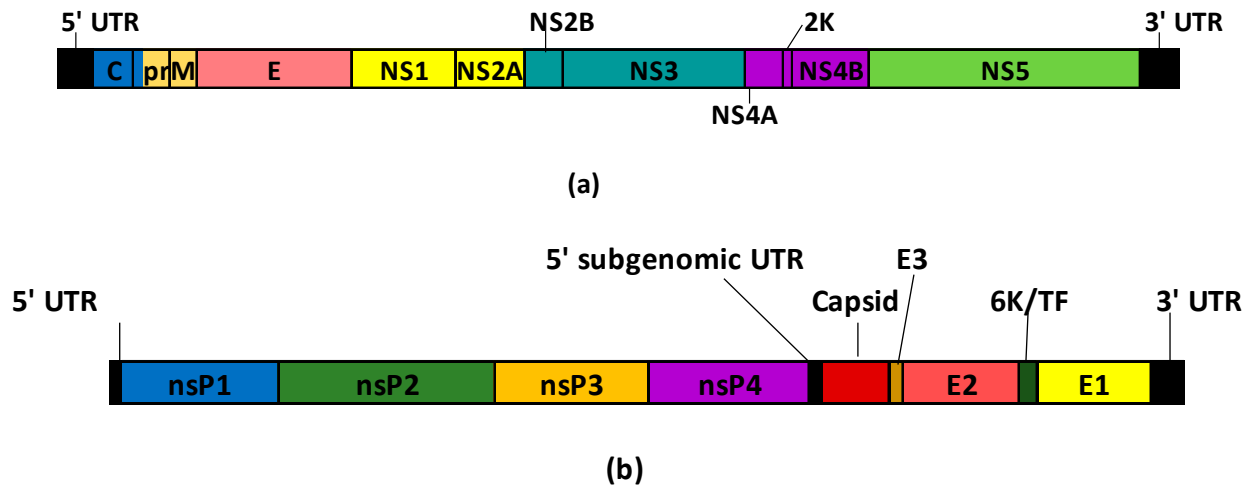 5' UTR NS2B 2K 3' UTR
C pr M E NS1 NS2A NS3 NS4B NS5
NS4A
(a)
5' subgenomic UTR E3
5' UTR Capsid 6K/TF 3' UTR
nsP1 nsP2 nsP3 nsP4 E2 E1
(b)